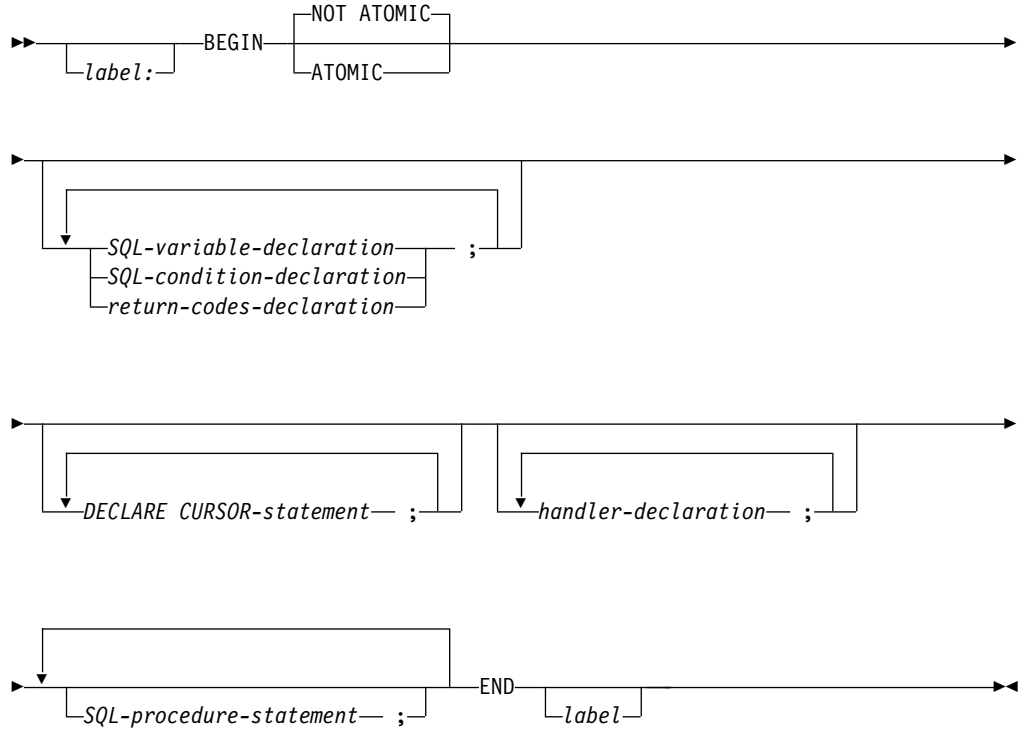 NOT ATOMIC
BEGIN
label:
ATOMIC
SQL-variable-declaration ;
SQL-condition-declaration
return-codes-declaration
DECLARE CURSOR-statement ; handler-declaration ;
END
SQL-procedure-statement ; label